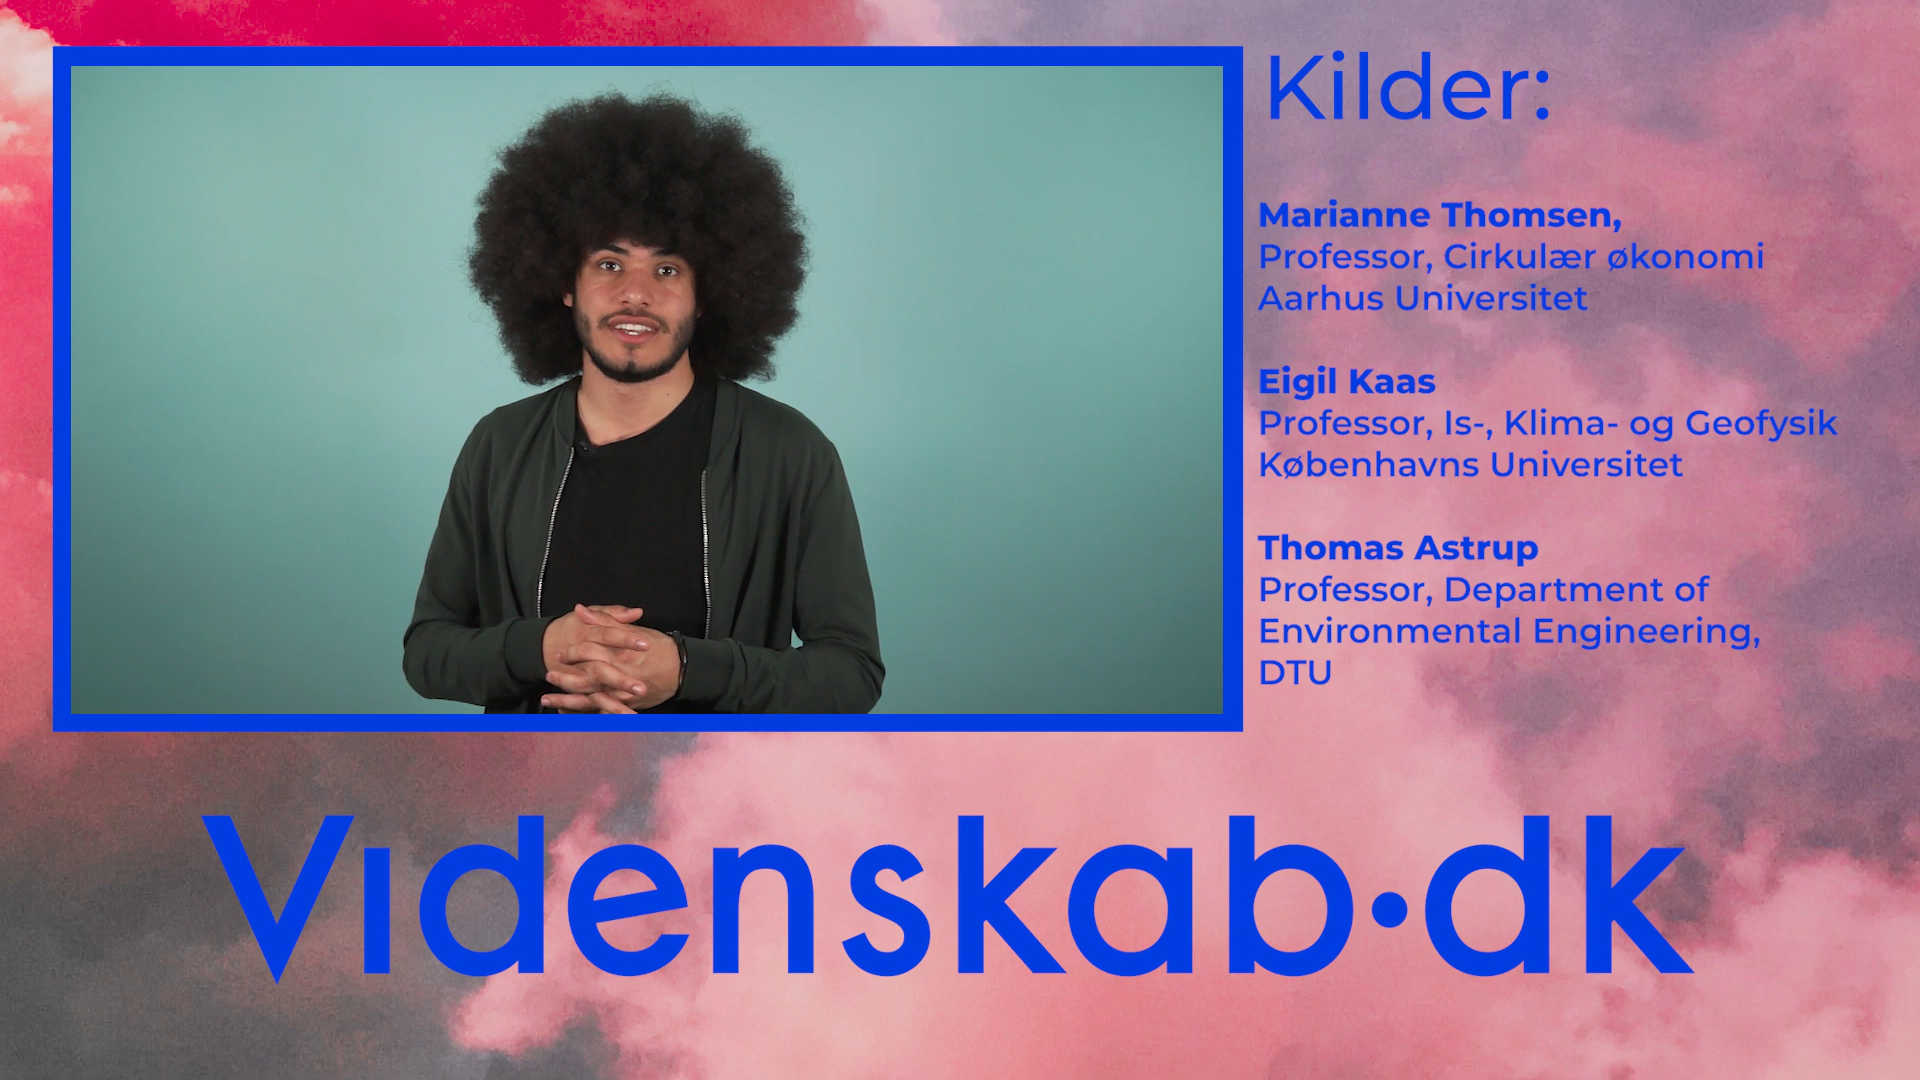 Kilder:
Marianne Thomsen,
Professor, Cirkulær økonomi
Aarhus Universitet
Eigil Kaas
Professor, Is-, Klima- og Geofysik
Københavns Universitet
Thomas Astrup
Professor, Department of
Environmental Engineering,
DTU
Videnskab·dk